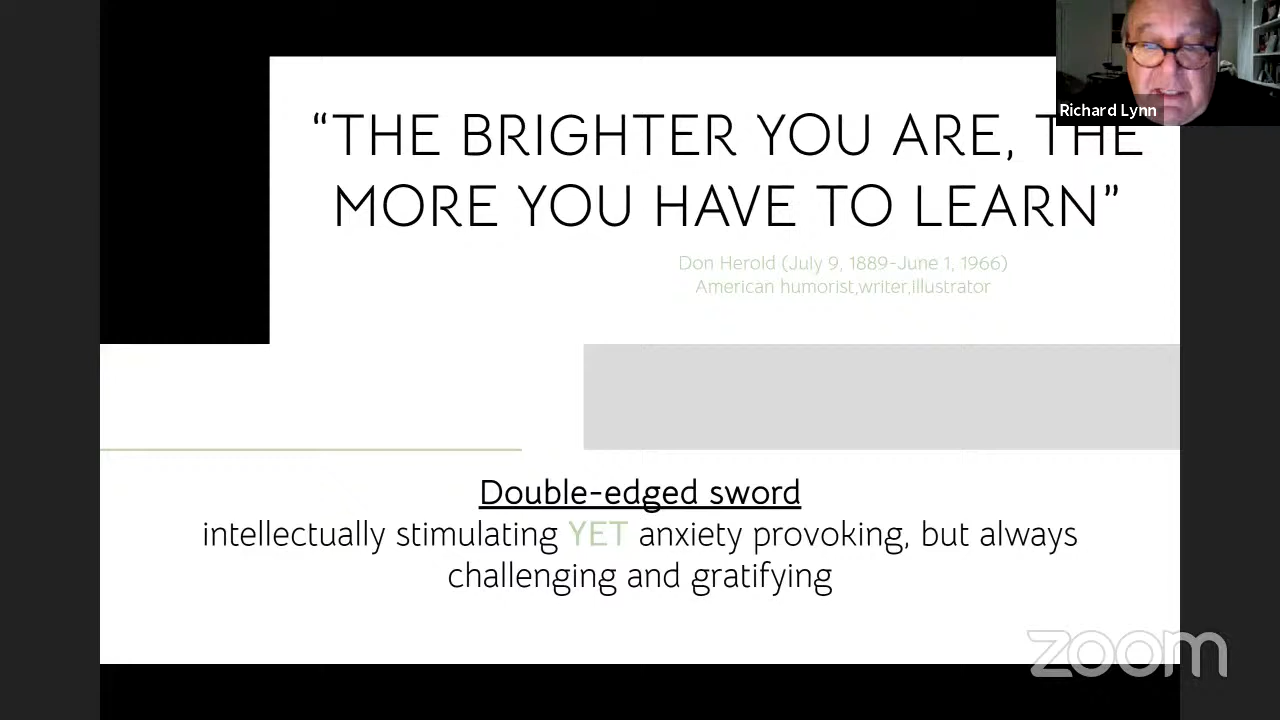 Richard Lynn
“THE BRIGHTER YOU ARE, THE
MORE YOU HAVE TO LEARN”
Don Herold (July 9, 1889-June 1, 1966)
American humorist,writer,illustrator
Double-edged sword
intellectually stimulating YET anxiety provoking, but always
challenging and gratifying
zoom